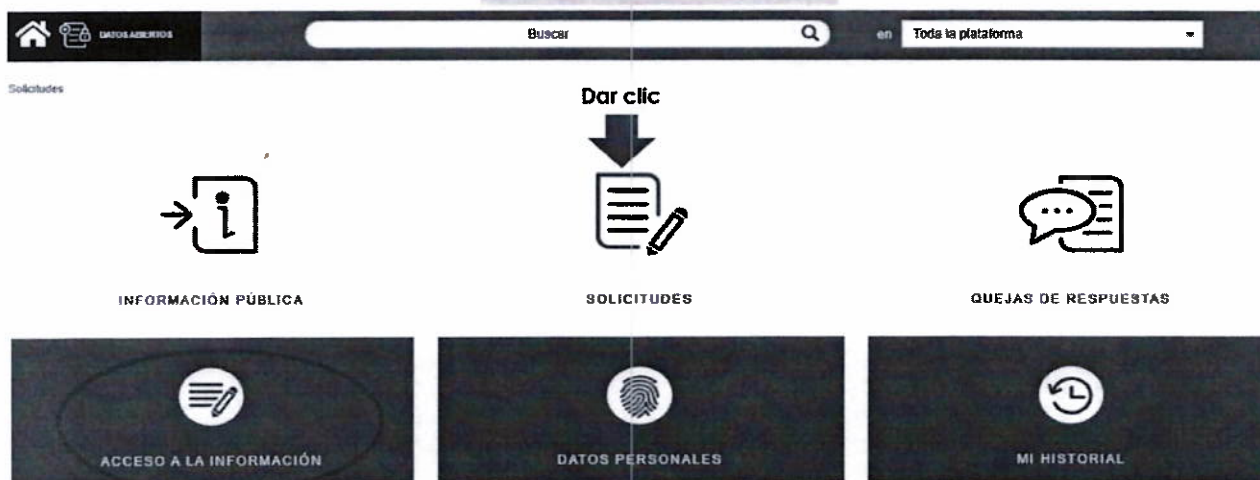 DATOS ABIERTOS
Buscar
en
Toda la plataforma
Solicitudes
Dar clic
INFORMACIÓN PÚBLICA
SOLICITUDES
QUEJAS DE RESPUESTAS
ACCESO A LA INFORMACIÓN
DATOS PERSONALES
MI HISTORIAL